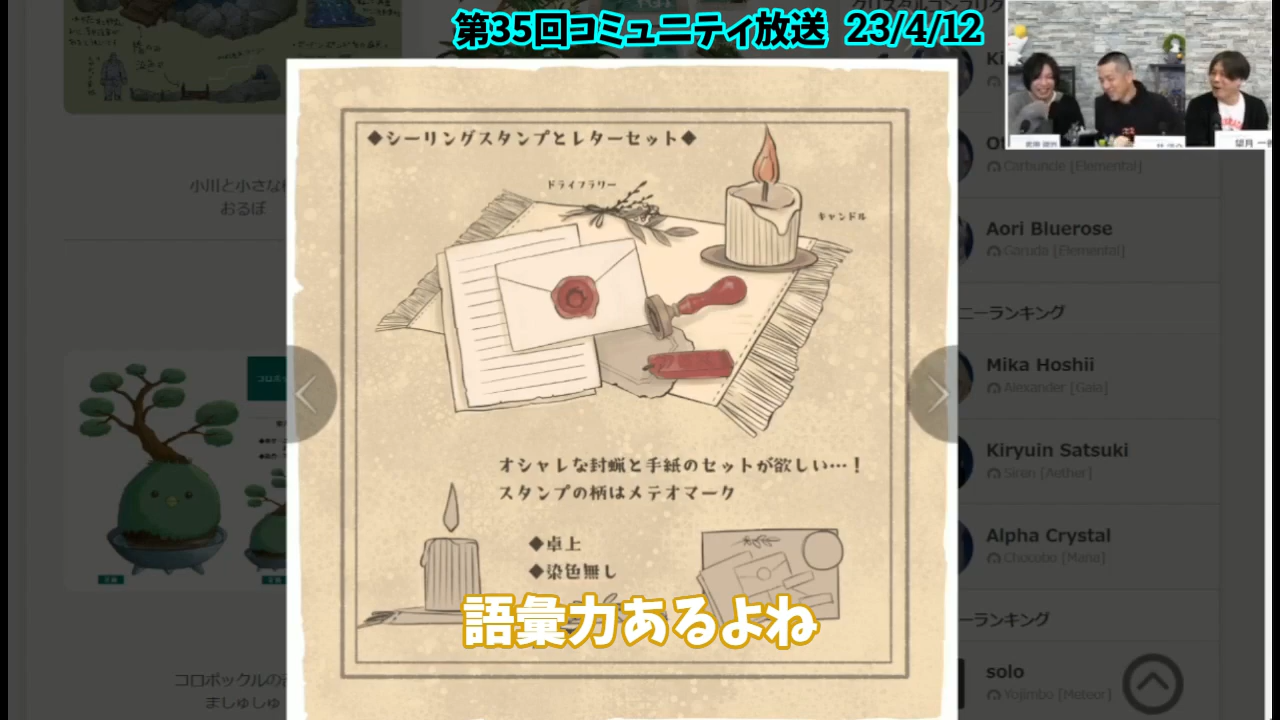 第35回コミュニティ放送 23/4/12
◆シーリングスタンプとレターセット◆
ドライフラワー
キャンドル
オシャレな封蝋と手紙のセットが欲しい…！
スタンプの柄はメテオマーク
◆卓上
◆染色無し
語彙力あるよね
小川と小さな
おるぽ
コロポックルの
ましゅしゅ
Carbuncle [Elemental]
Aori Bluerose
Garuda [Elemental]
ニーランキング
Mika Hoshii
Alexander [Gaia]
Kiryuin Satsuki
Siren [Aether]
Alpha Crystal
Chocobo [Mana]
ーランキング
solo
Yojimbo [Meteor]
望月 一